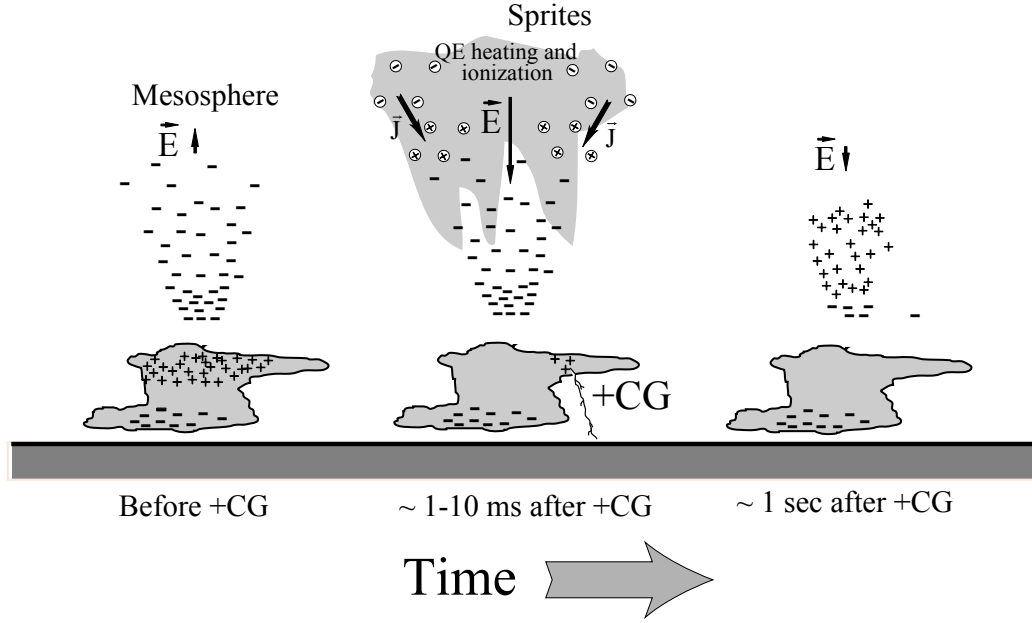 Sprites
QE heating and
ionization
Mesosphere
E
J
E
J
E
+CG
Before +CG
~ 1-10 ms after +CG
~ 1 sec after +CG
Time